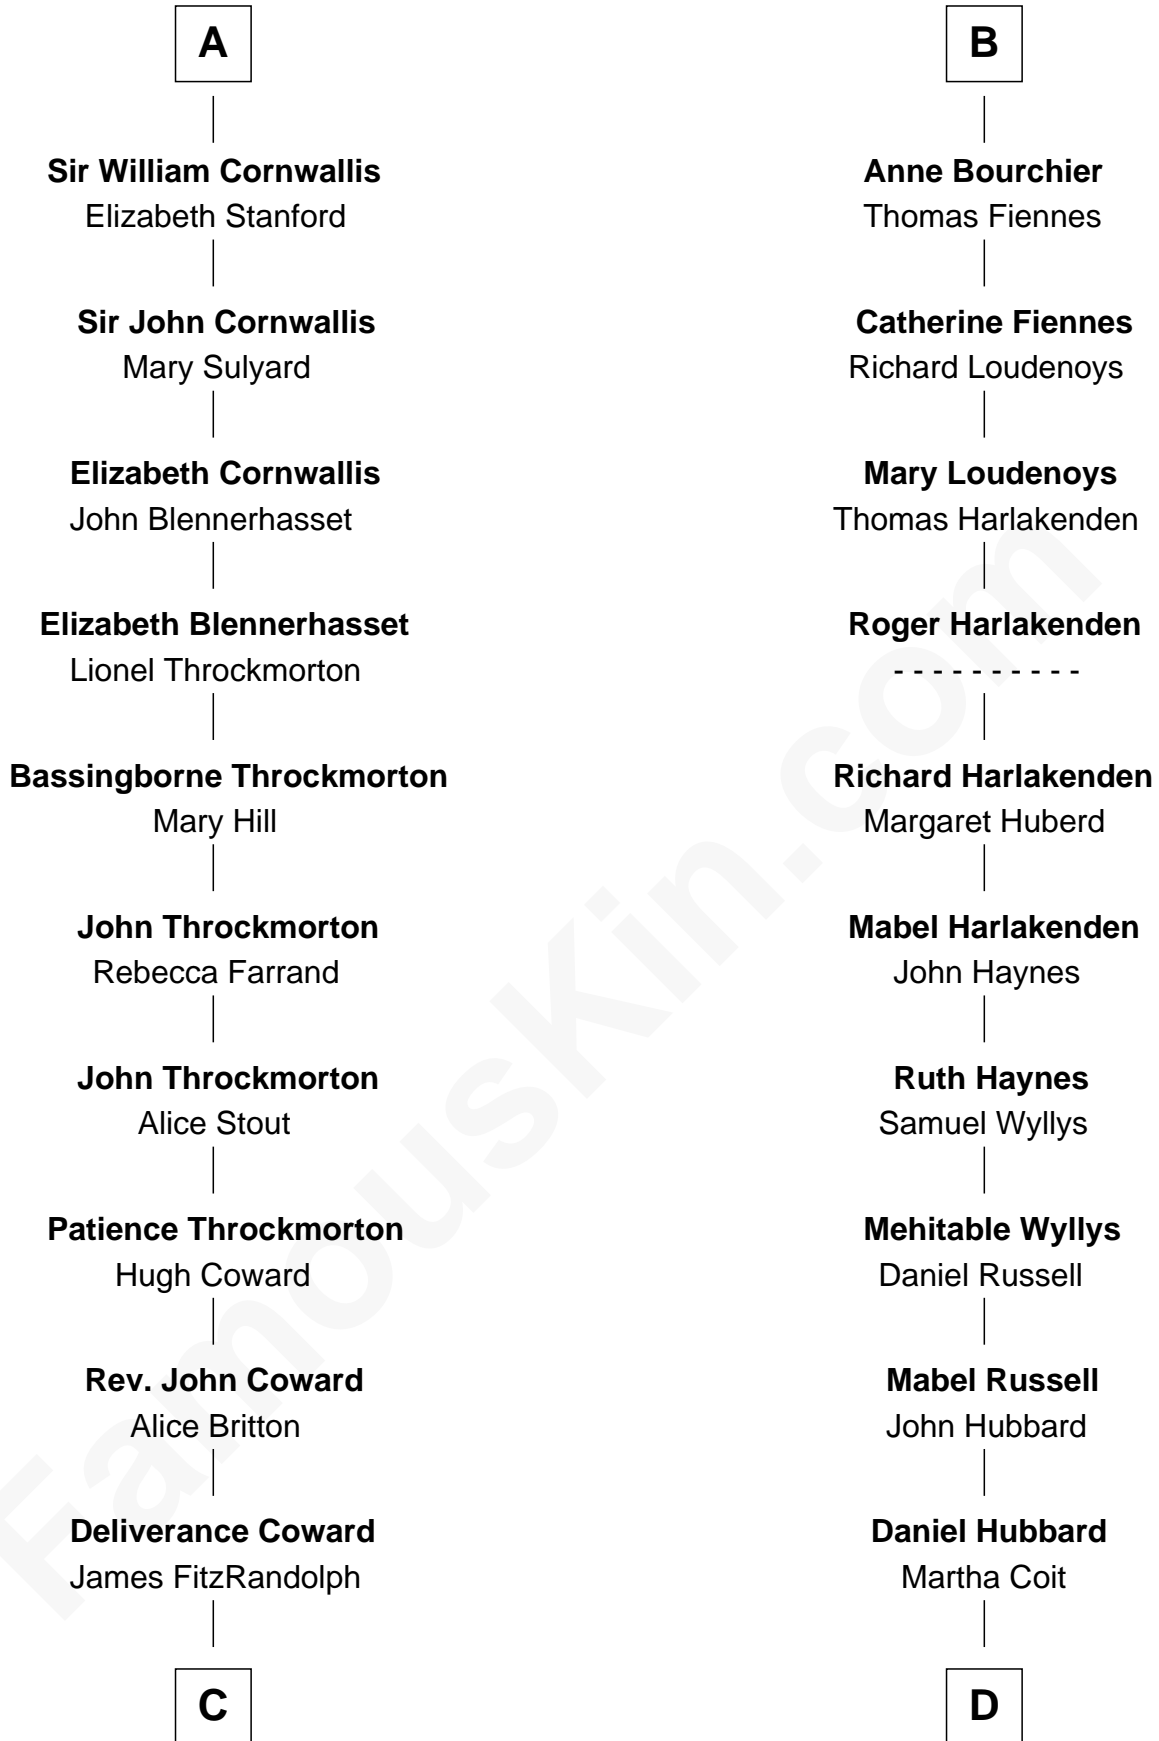 A
Sir William Cornwallis
Elizabeth Stanford
Sir John Cornwallis
Mary Sulyard
Elizabeth Cornwallis
John Blennerhasset
Elizabeth Blennerhasset
Lionel Throckmorton
Bassingborne Throckmorton
Mary Hill
John Throckmorton
Rebecca Farrand
John Throckmorton
Alice Stout
Patience Throckmorton
Hugh Coward
Rev. John Coward
Alice Britton
Deliverance Coward
James FitzRandolph
C
B
Anne Bourchier
Thomas Fiennes
Catherine Fiennes
Richard Loudenoys
Mary Loudenoys
Thomas Harlakenden
Roger Harlakenden
- - - - - - - - - -
Richard Harlakenden
Margaret Huberd
Mabel Harlakenden
John Haynes
Ruth Haynes
Samuel Wyllys
Mehitable Wyllys
Daniel Russell
Mabel Russell
John Hubbard
Daniel Hubbard
Martha Coit
D
FamousKin.com